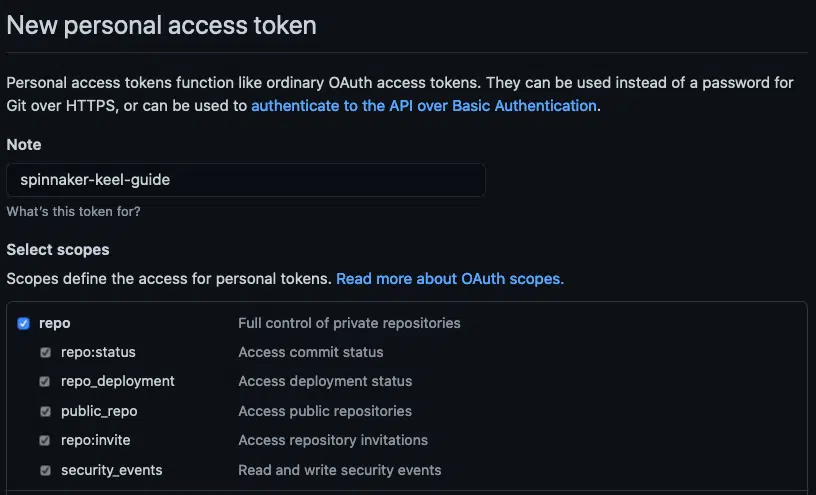 New personal access token
Personal access tokens function like ordinary OAuth access tokens. They can be used instead of a password for
Git over HTTPS, or can be used to authenticate to the API over Basic Authentication.
Note
spinnaker-keel-guide
What's this token for?
Select scopes
Scopes define the access for personal tokens. Read more about OAuth scopes.
repo Full control of private repositories
repo:status Access commit status
repo_deployment Access deployment status
public_repo Access public repositories
repo:invite Access repository invitations
security_events Read and write security events